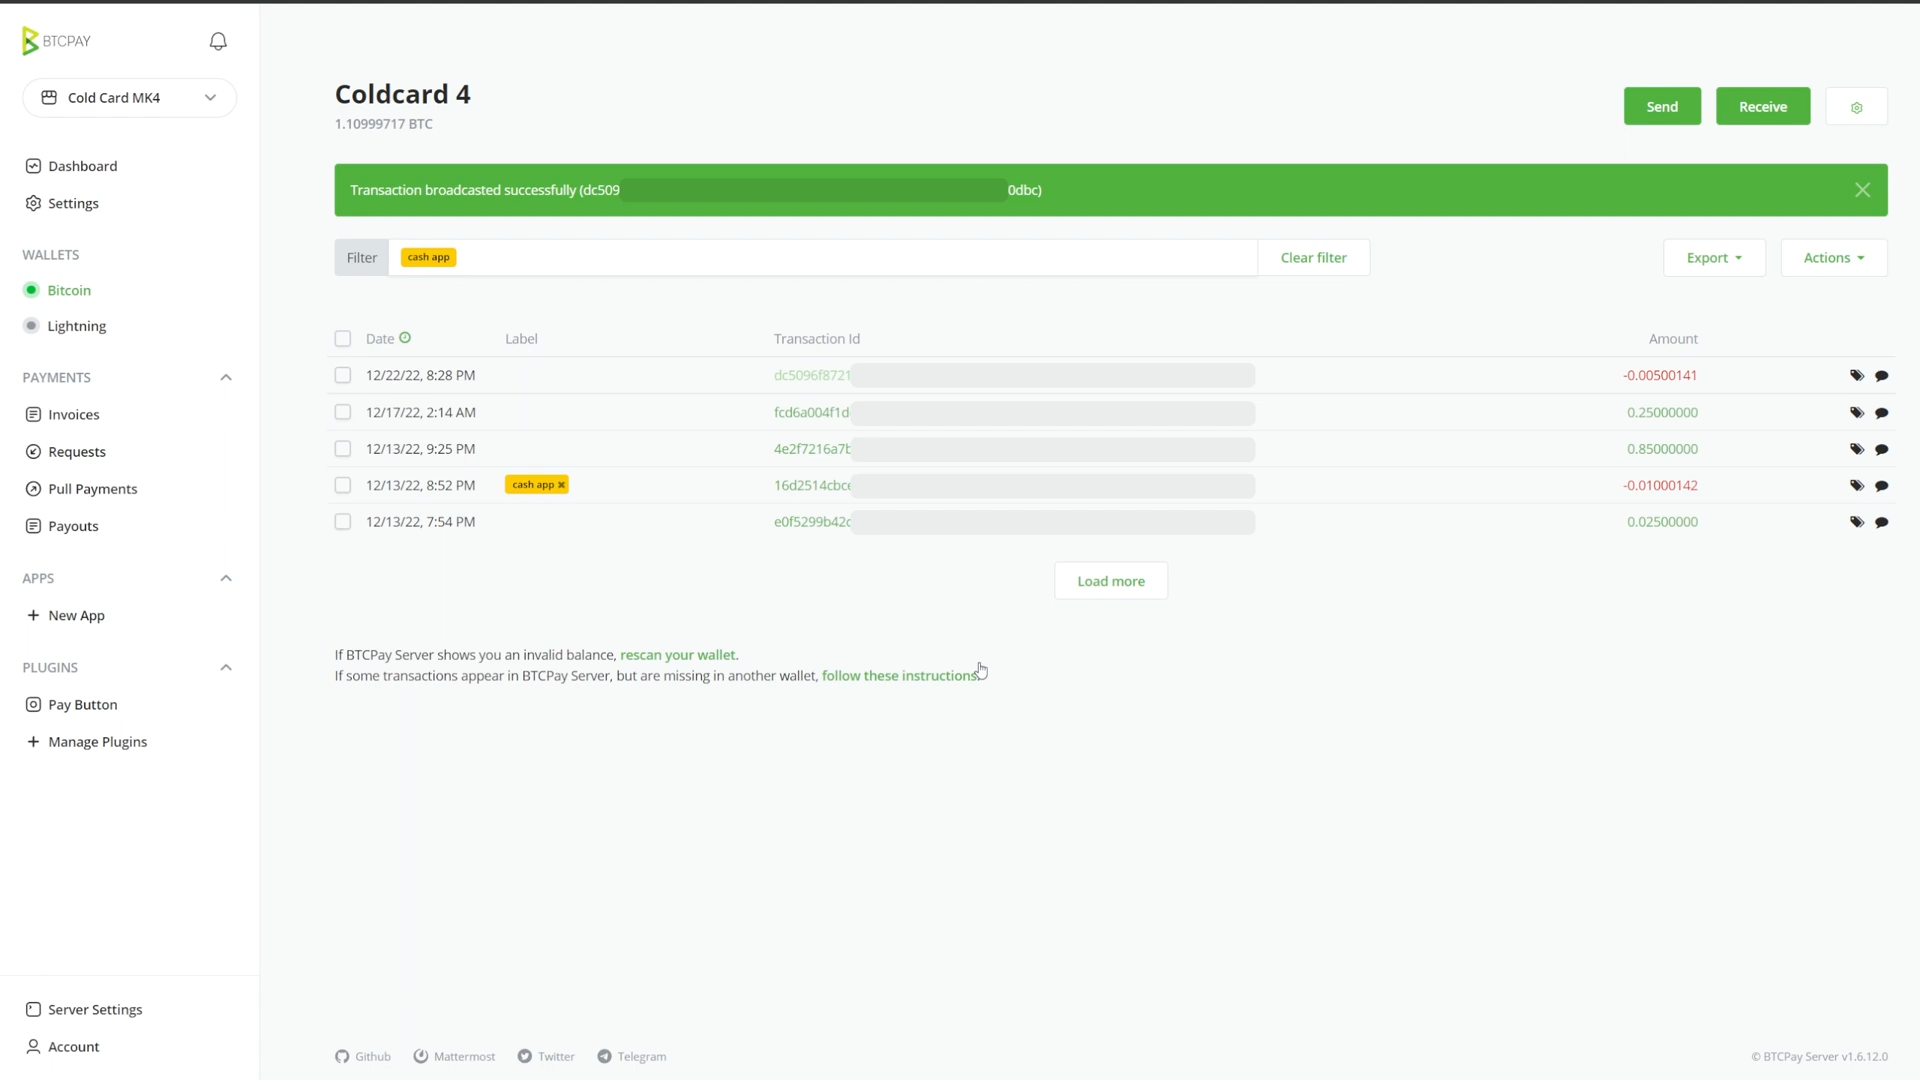 BTCPAY
Cold Card MK4
Dashboard
Settings
WALLETS
Bitcoin
Lightning
PAYMENTS
Invoices
Requests
Pull Payments
Payouts
APPS
New App
PLUGINS
Pay Button
Manage Plugins
Server Settings
Account
Coldcard 4
1.10999717 BTC
Send
Receive
Transaction broadcasted successfully (dc509 0dbc)
Filter cash app Clear filter
Export
Actions
Date Label Transaction Id Amount
12/22/22, 8:28 PM dc5096f8721 -0.00500141
12/17/22, 2:14 AM fcd6a004f1d 0.25000000
12/13/22, 9:25 PM 4e2f7216a7b 0.85000000
12/13/22, 8:52 PM cash app 16d2514cbce -0.01000142
12/13/22, 7:54 PM e0f5299b42c 0.02500000
Load more
If BTCPay Server shows you an invalid balance, rescan your wallet.
If some transactions appear in BTCPay Server, but are missing in another wallet, follow these instructions.
Github Mattermost Twitter Telegram
© BTCPay Server v1.6.12.0